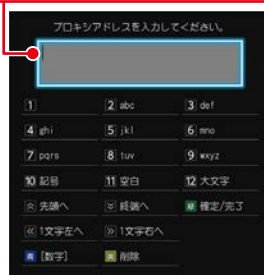 プロキシアドレスを入力してください。
1 2 abc 3 def
4 ghi 5 jkl 6 mno
7 pqrs 8 tuv 9 wxyz
10 記号 11 空白 12 大文字
先頭へ 終端へ 緑 確定/完了
1文字左へ 1文字右へ
青 [数字] 黄 削除